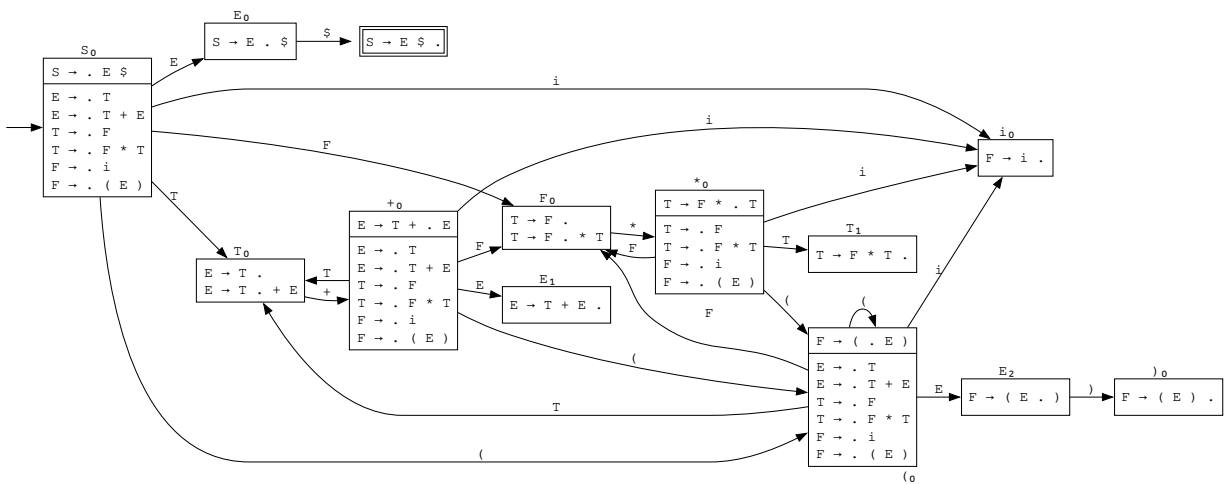 E₀
S → E . $
$
S → E $ .
S₀
S → . E $
E → . T
E → . T + E
T → . F
T → . F * T
F → . i
F → . ( E )
E
i
F
T
(
i₀
F → i .
+₀
E → T + . E
E → . T
E → . T + E
T → . F
T → . F * T
F → . i
F → . ( E )
i
F
E
(
T
+
T₀
E → T .
E → T . + E
F₀
T → F .
T → F . * T
*
F
*₀
T → F * . T
T → . F
T → . F * T
F → . i
F → . ( E )
i
T
(
T₁
T → F * T .
E₁
E → T + E .
F → ( . E )
E → . T
E → . T + E
T → . F
T → . F * T
F → . i
F → . ( E )
(₀
(
i
F
T
E
E₂
F → ( E . )
)
)₀
F → ( E ) .